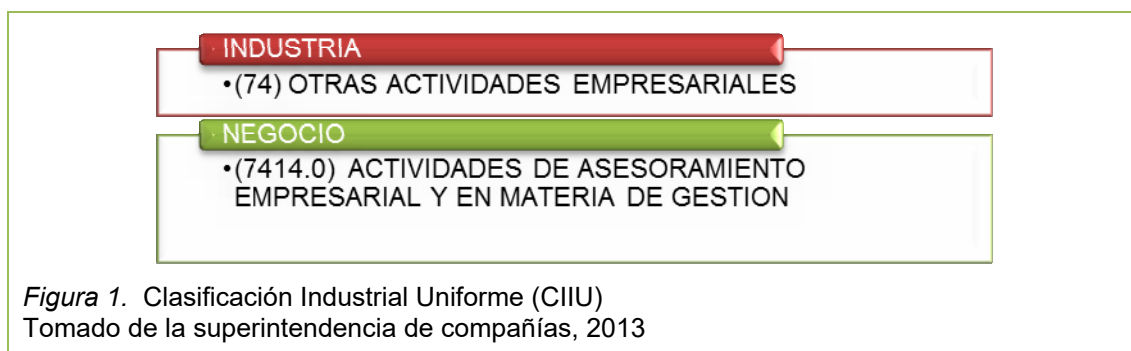 INDUSTRIA
•(74) OTRAS ACTIVIDADES EMPRESARIALES
NEGOCIO
•(7414.0) ACTIVIDADES DE ASESORAMIENTO
EMPRESARIAL Y EN MATERIA DE GESTION
Figura 1. Clasificación Industrial Uniforme (CIIU)
Tomado de la superintendencia de compañías, 2013